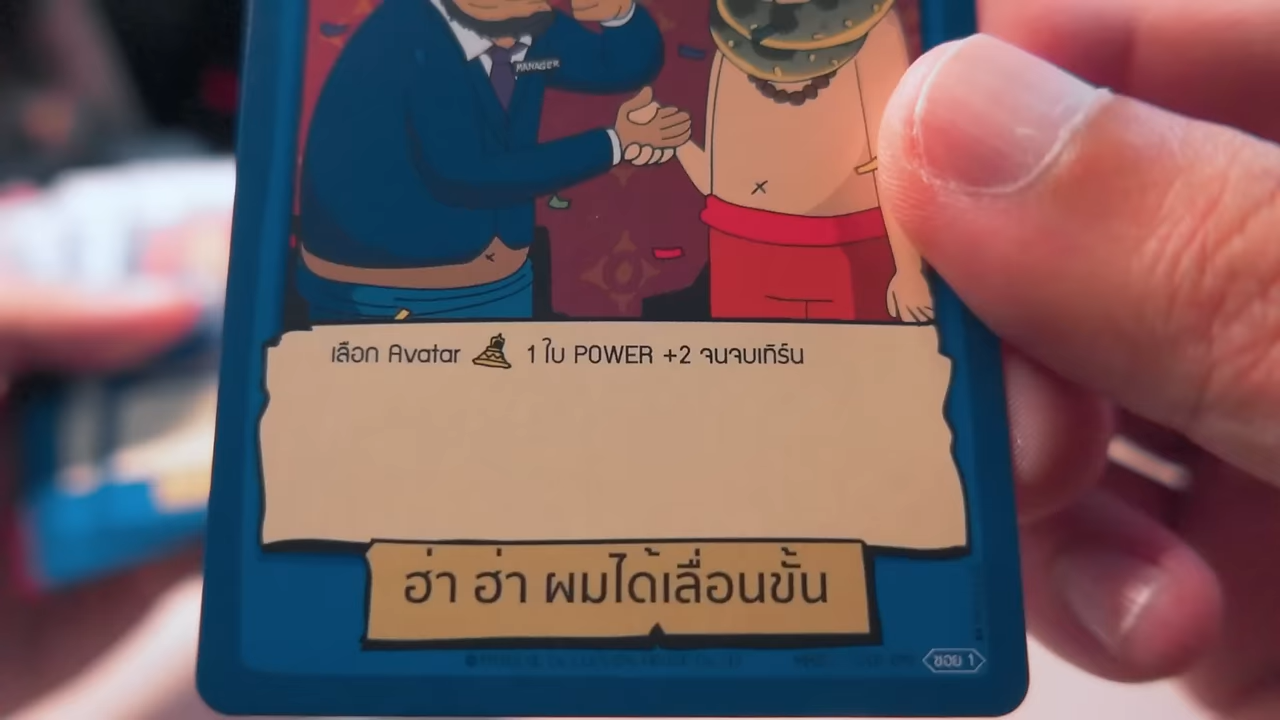 MANAGER
เลือก Avatar 1 ใบ POWER +2 จนจบเทิร์น
ฮ่า ฮ่า ผมได้เลื่อนขั้น
ซอย 1